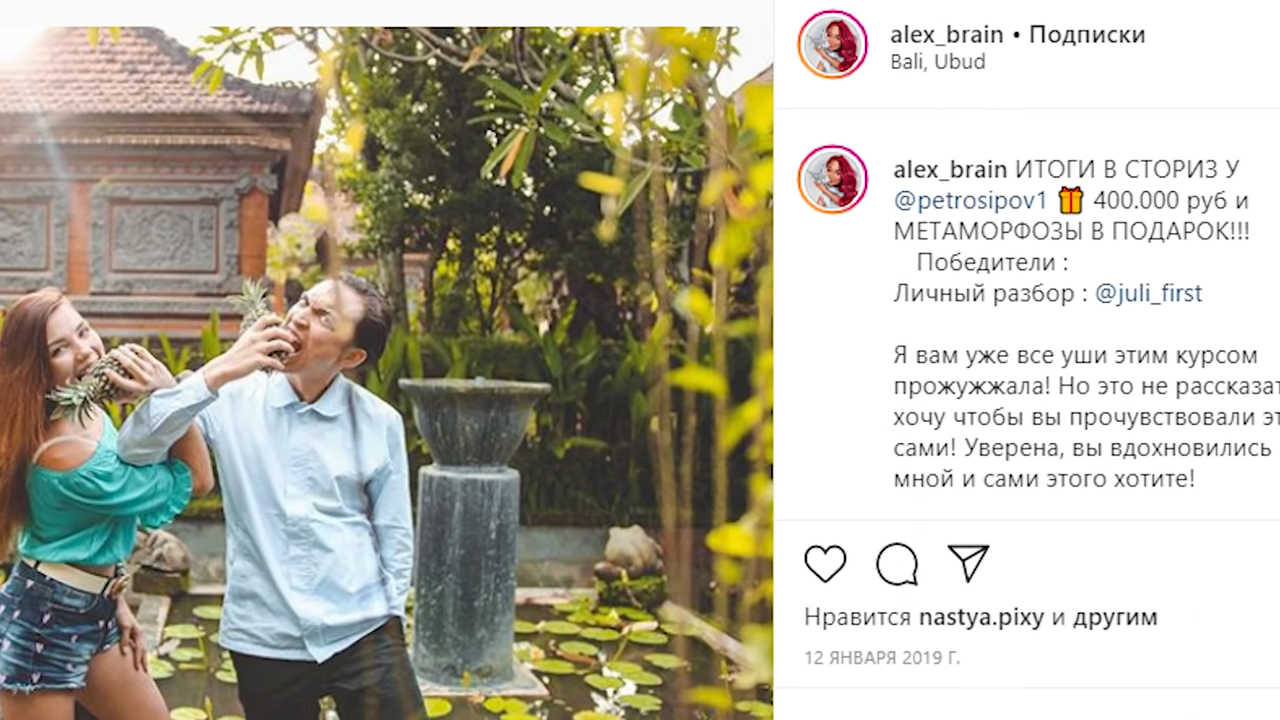 alex_brain • Подписки
Bali, Ubud
alex_brain ИТОГИ В СТОРИЗ У
@petrosipov1 🎁 400.000 руб и
МЕТАМОРФОЗЫ В ПОДАРОК!!!
Победители :
Личный разбор : @juli_first
Я вам уже все уши этим курсом
прожужжала! Но это не рассказат
хочу чтобы вы прочувствовали эт
сами! Уверена, вы вдохновились
мной и сами этого хотите!
Нравится nastya.pixy и другим
12 ЯНВАРЯ 2019 Г.